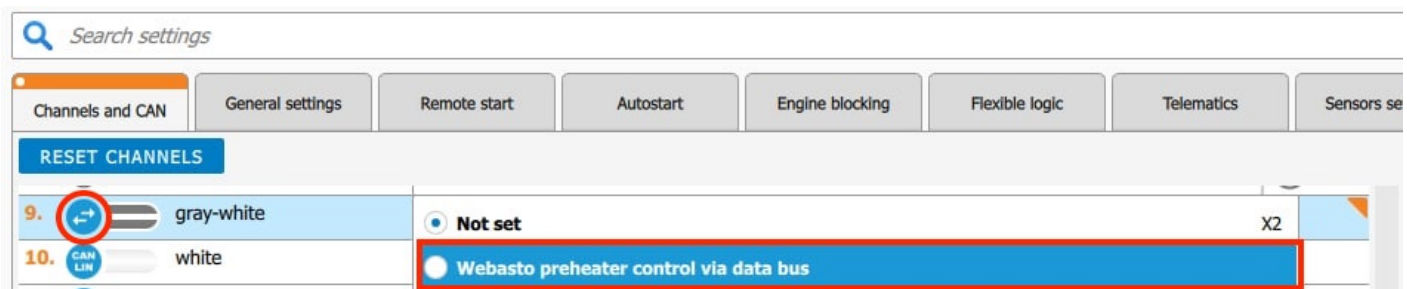 Search settings
Channels and CAN General settings Remote start Autostart Engine blocking Flexible logic Telematics Sensors se
RESET CHANNELS
9. gray-white Not set X2
10. CAN LIN white Webasto preheater control via data bus